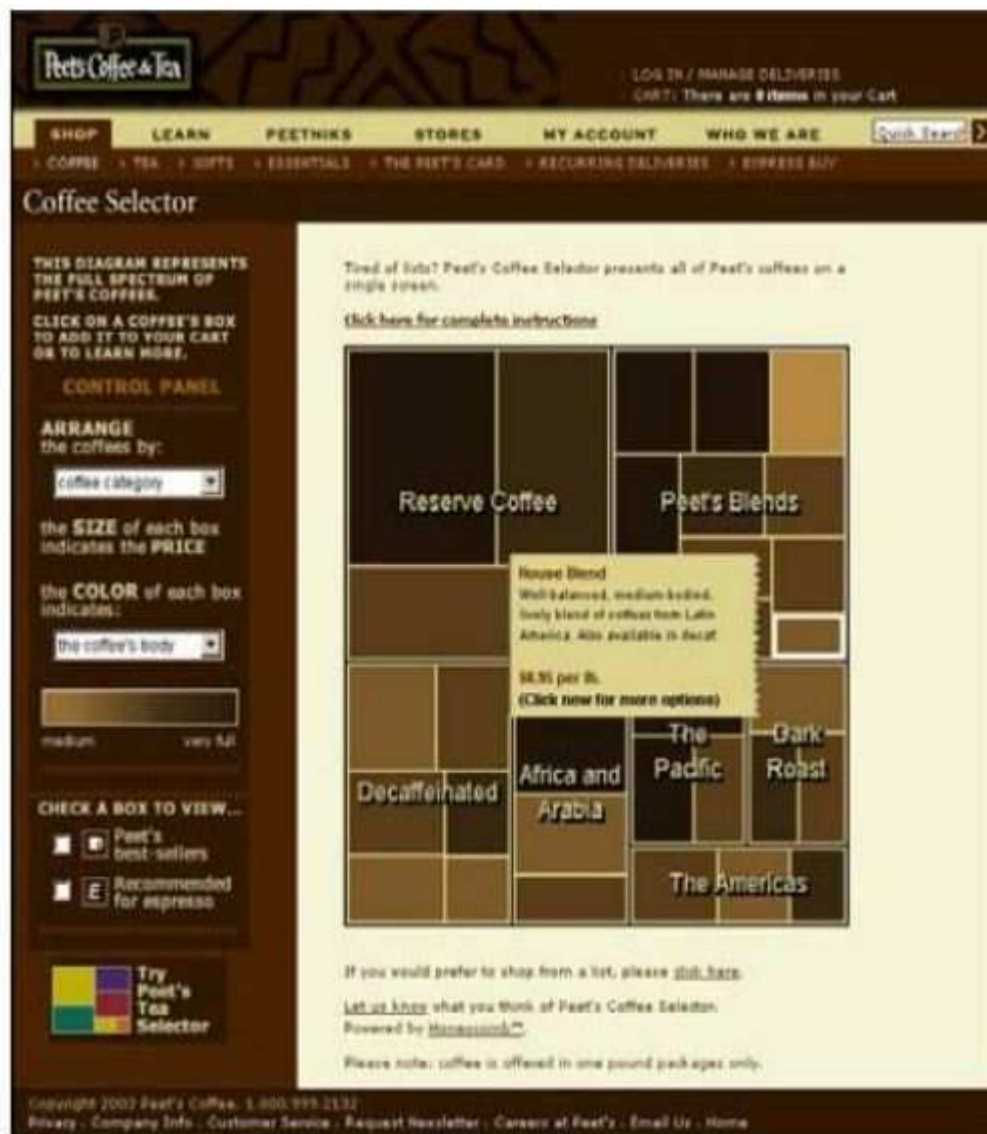 Peet's Coffee & Tea
LOG IN / MANAGE DELIVERIES
CART: There are 0 items in your Cart
SHOP LEARN PEETNIKS STORES MY ACCOUNT WHO WE ARE Quick Search
COFFEE TEA GIFTS ESSENTIALS THE PEET'S CARD RECURRING DELIVERIES EXPRESS BUY
Coffee Selector
THIS DIAGRAM REPRESENTS
THE FULL SPECTRUM OF
PEET'S COFFEES.
CLICK ON A COFFEE'S BOX
TO ADD IT TO YOUR CART
OR TO LEARN MORE.
CONTROL PANEL
ARRANGE
the coffees by:
coffee category
the SIZE of each box
indicates the PRICE
the COLOR of each box
indicates:
the coffee's body
medium very full
CHECK A BOX TO VIEW...
Peet's
best-sellers
E Recommended
for espresso
Try
Peet's
Tea
Selector
Tired of lists? Peet's Coffee Selector presents all of Peet's coffees on a
single screen.
Click here for complete instructions
Reserve Coffee
Peet's Blends
House Blend
Well-balanced, medium-bodied,
lively blend of coffees from Latin
America. Also available in decaf
$8.95 per lb.
(Click now for more options)
Decaffeinated
Africa and
Arabia
The
Pacific
Dark
Roast
The Americas
If you would prefer to shop from a list, please click here.
Let us know what you think of Peet's Coffee Selector.
Powered by Honeycomb™.
Please note: coffee is offered in one pound packages only.
Copyright 2003 Peet's Coffee. 1.800.999.2132
Privacy . Company Info . Customer Service . Request Newsletter . Careers at Peet's . Email Us . Home